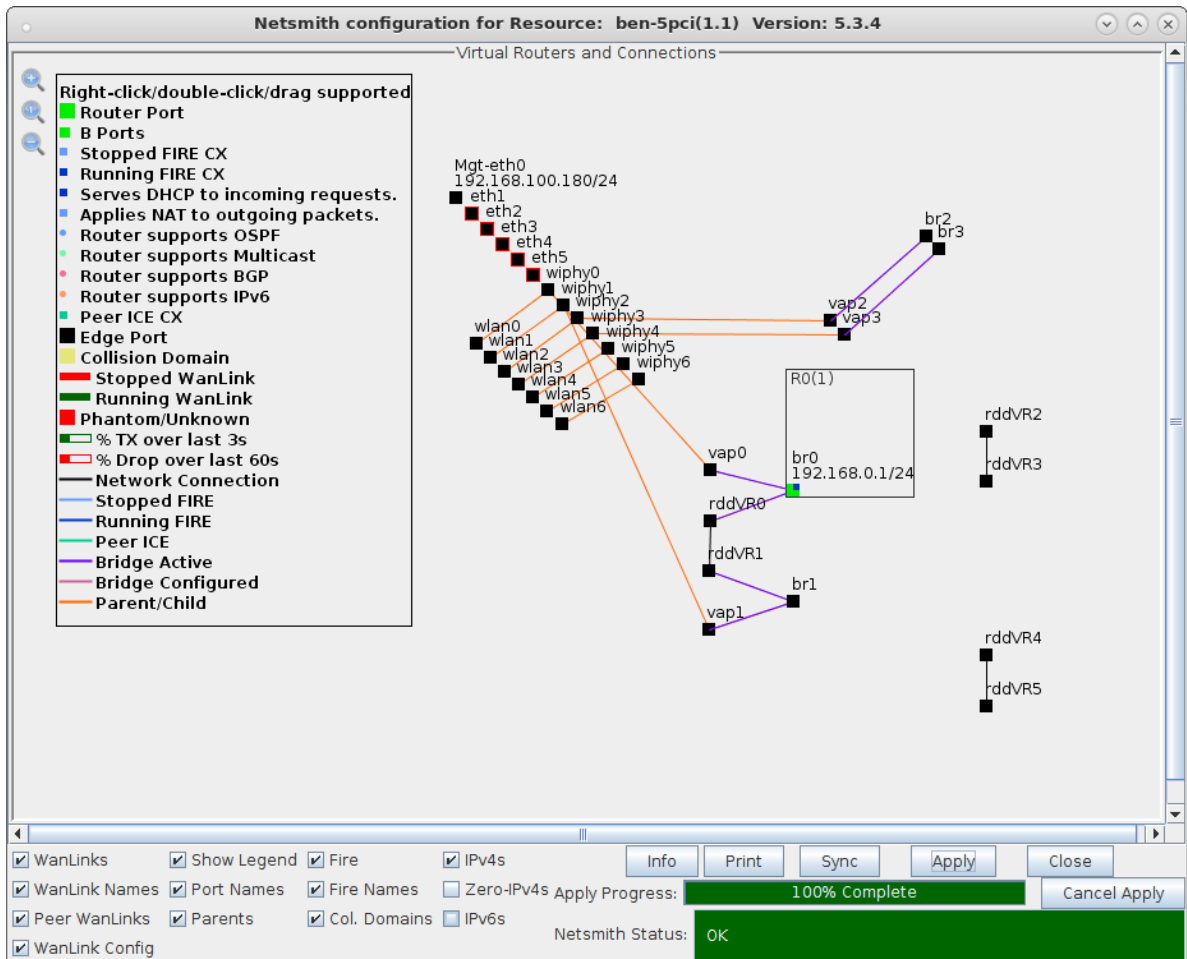 Netsmith configuration for Resource:  ben-5pci(1.1)  Version: 5.3.4
Virtual Routers and Connections
Right-click/double-click/drag supported
Router Port
B Ports
Stopped FIRE CX
Running FIRE CX
Serves DHCP to incoming requests.
Applies NAT to outgoing packets.
Router supports OSPF
Router supports Multicast
Router supports BGP
Router supports IPv6
Peer ICE CX
Edge Port
Collision Domain
Stopped WanLink
Running WanLink
Phantom/Unknown
% TX over last 3s
% Drop over last 60s
Network Connection
Stopped FIRE
Running FIRE
Peer ICE
Bridge Active
Bridge Configured
Parent/Child
Mgt-eth0
192.168.100.180/24
eth1
eth2
eth3
eth4
eth5
wiphy0
wiphy1
wiphy2
wiphy3
wiphy4
wiphy5
wiphy6
wlan0
wlan1
wlan2
wlan3
wlan4
wlan5
wlan6
br2
br3
vap2
vap3
R0(1)
br0
192.168.0.1/24
vap0
rddVR0
rddVR1
br1
vap1
rddVR2
rddVR3
rddVR4
rddVR5
WanLinks Show Legend Fire IPv4s Info Print Sync Apply Close
WanLink Names Port Names Fire Names Zero-IPv4s Apply Progress: 100% Complete Cancel Apply
Peer WanLinks Parents Col. Domains IPv6s Netsmith Status: OK
WanLink Config